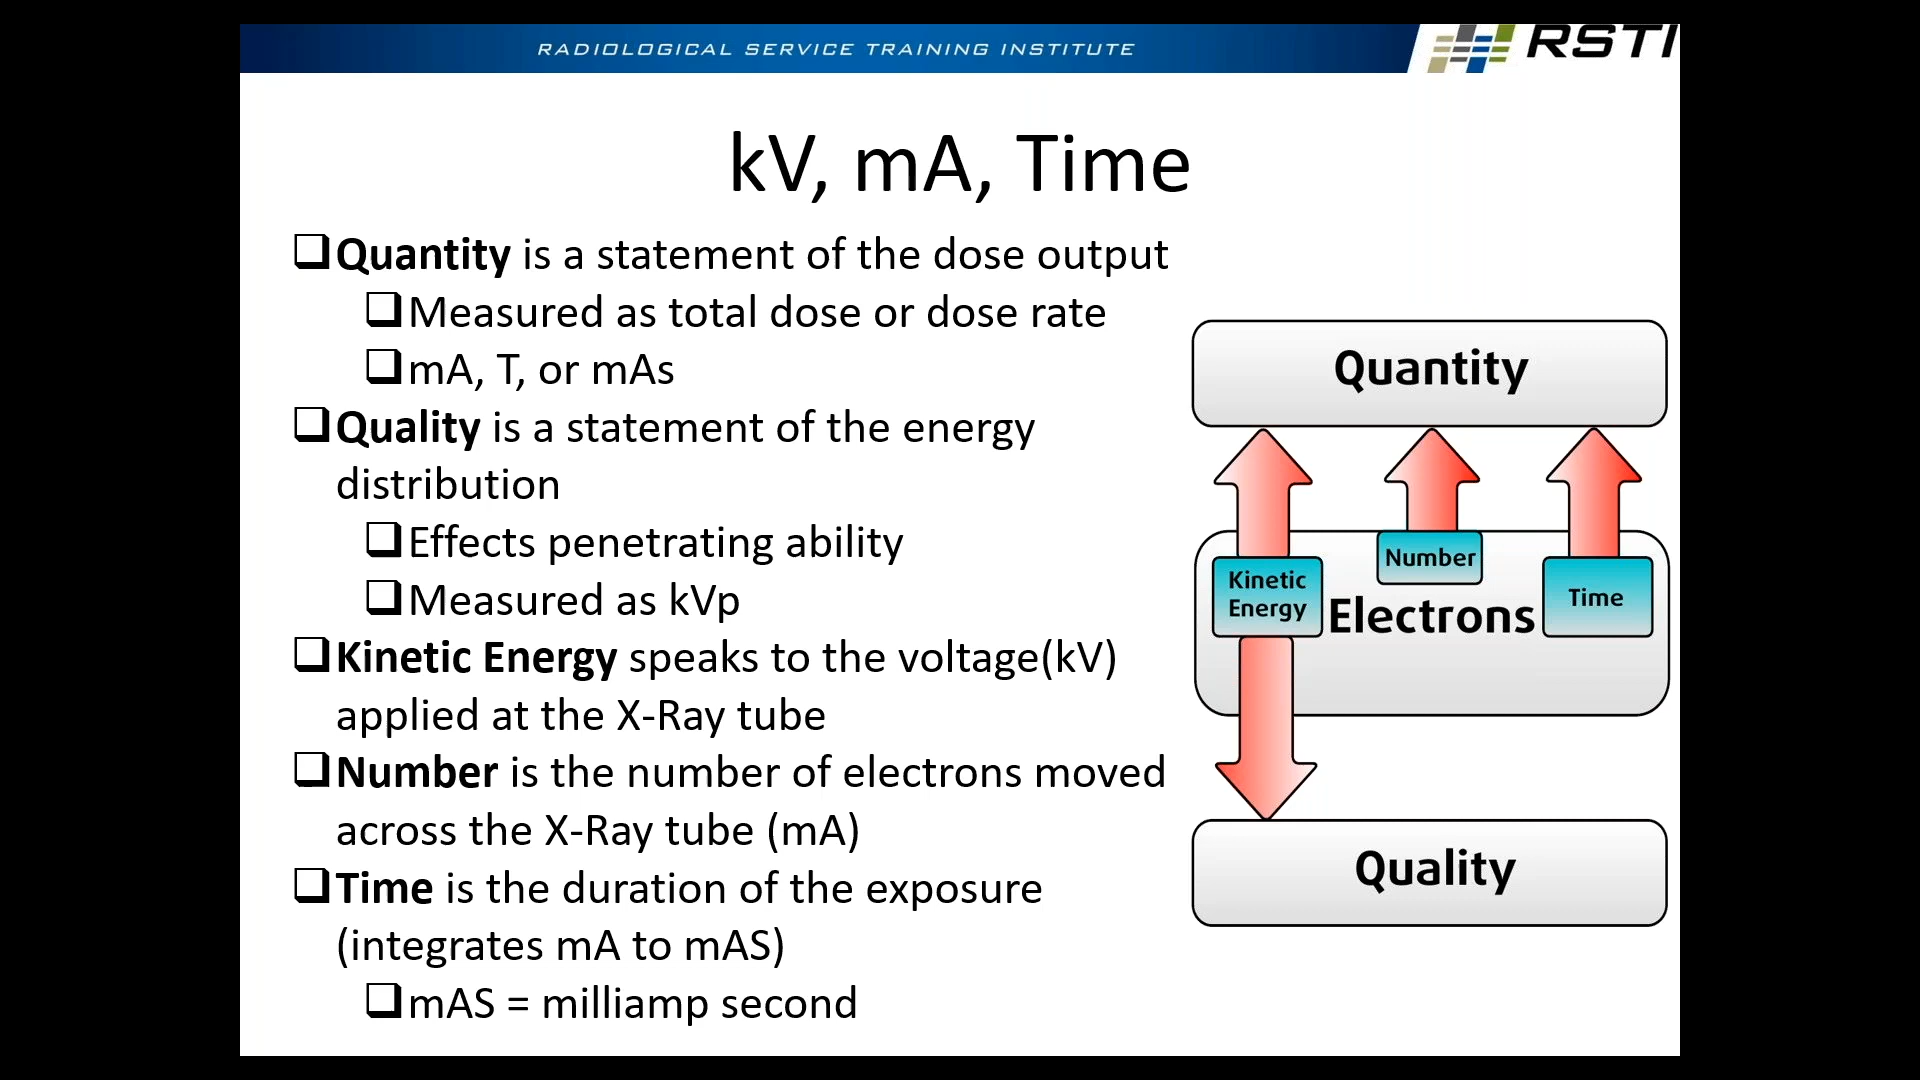 RADIOLOGICAL SERVICE TRAINING INSTITUTE
RSTI
kV, mA, Time
Quantity is a statement of the dose output
Measured as total dose or dose rate
mA, T, or mAs
Quality is a statement of the energy
distribution
Effects penetrating ability
Measured as kVp
Kinetic Energy speaks to the voltage(kV)
applied at the X-Ray tube
Number is the number of electrons moved
across the X-Ray tube (mA)
Time is the duration of the exposure
(integrates mA to mAS)
mAS = milliamp second
Quantity
Kinetic
Energy
Number
Time
Electrons
Quality